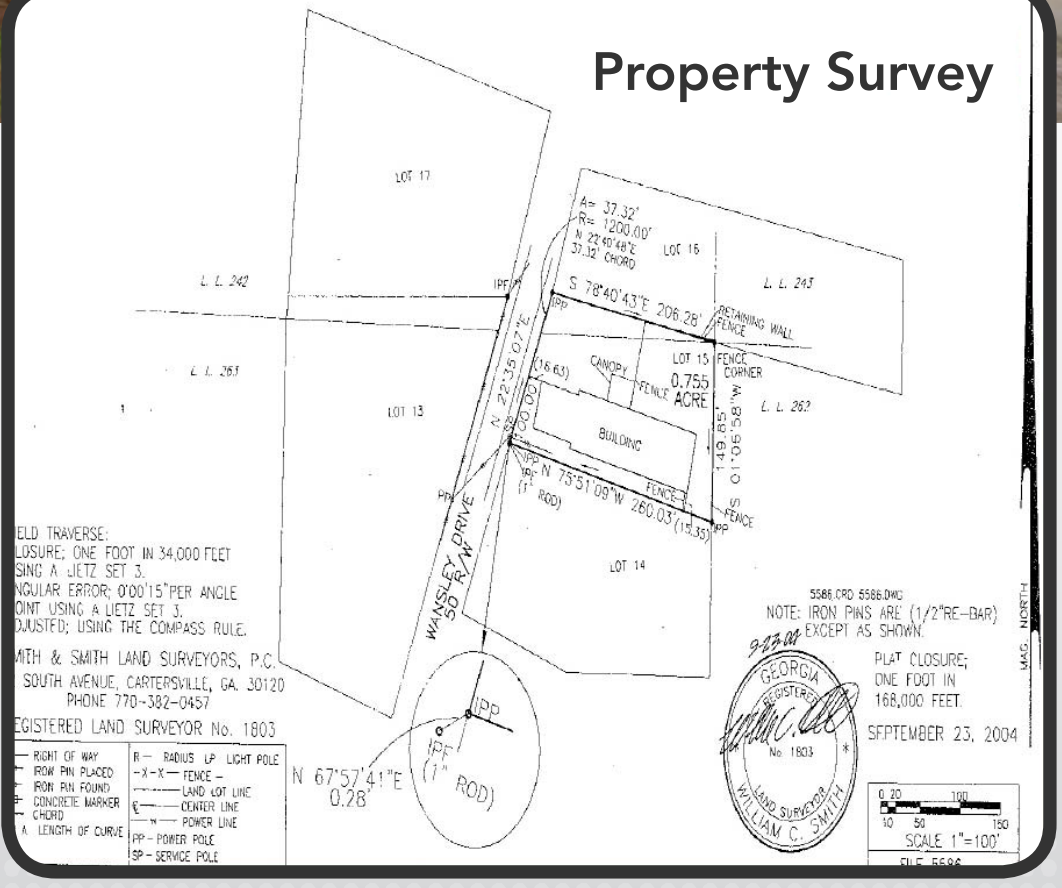 Property Survey
LOT 17
A= 37.32'
R= 1200.00'
N 22°40'48"E
37.32' CHORD
LOT 16
L. L. 242
L. L. 243
IPF
S 78°40'43"E 206.28'
IPP
RETAINING WALL
FENCE
L. L. 263
N 22°35'07"E
100.00'
(16.63)
CANOPY
FENCE
LOT 15
0.755
ACRE
FENCE
CORNER
L. L. 262
LOT 13
BUILDING
149.85'
S 01°06'58"W
SP
IPP
IPF
(1" ROD)
N 75°51'09"W 260.03'
(15.35)
FENCE
FENCE
IPP
PP
WANSLEY DRIVE
50' R/W
LOT 14
IELD TRAVERSE:
LOSURE; ONE FOOT IN 34,000 FEET
SING A LIETZ SET 3.
NGULAR ERROR; 0°00'15"PER ANGLE
OINT USING A LIETZ SET 3.
DJUSTED; USING THE COMPASS RULE.
MITH & SMITH LAND SURVEYORS, P.C.
SOUTH AVENUE, CARTERSVILLE, GA. 30120
PHONE 770-382-0457
EGISTERED LAND SURVEYOR No. 1803
RIGHT OF WAY
IRON PIN PLACED
IRON PIN FOUND
CONCRETE MARKER
CHORD
A LENGTH OF CURVE
R — RADIUS LP LIGHT POLE
-X-X— FENCE —
LAND LOT LINE
CENTER LINE
POWER LINE
PP - POWER POLE
SP - SERVICE POLE
N 67°57'41"E
0.28'
IPP
IPF
(1" ROD)
5586.CRD 5586.DWG
NOTE: IRON PINS ARE (1/2"RE-BAR)
EXCEPT AS SHOWN.
MAG. NORTH
GEORGIA
REGISTERED
No. 1803
LAND SURVEYOR
WILLIAM C. SMITH
PLAT CLOSURE;
ONE FOOT IN
168,000 FEET.
SEPTEMBER 23, 2004
0 20 100
10 50 150
SCALE 1"=100'
FILE 5586